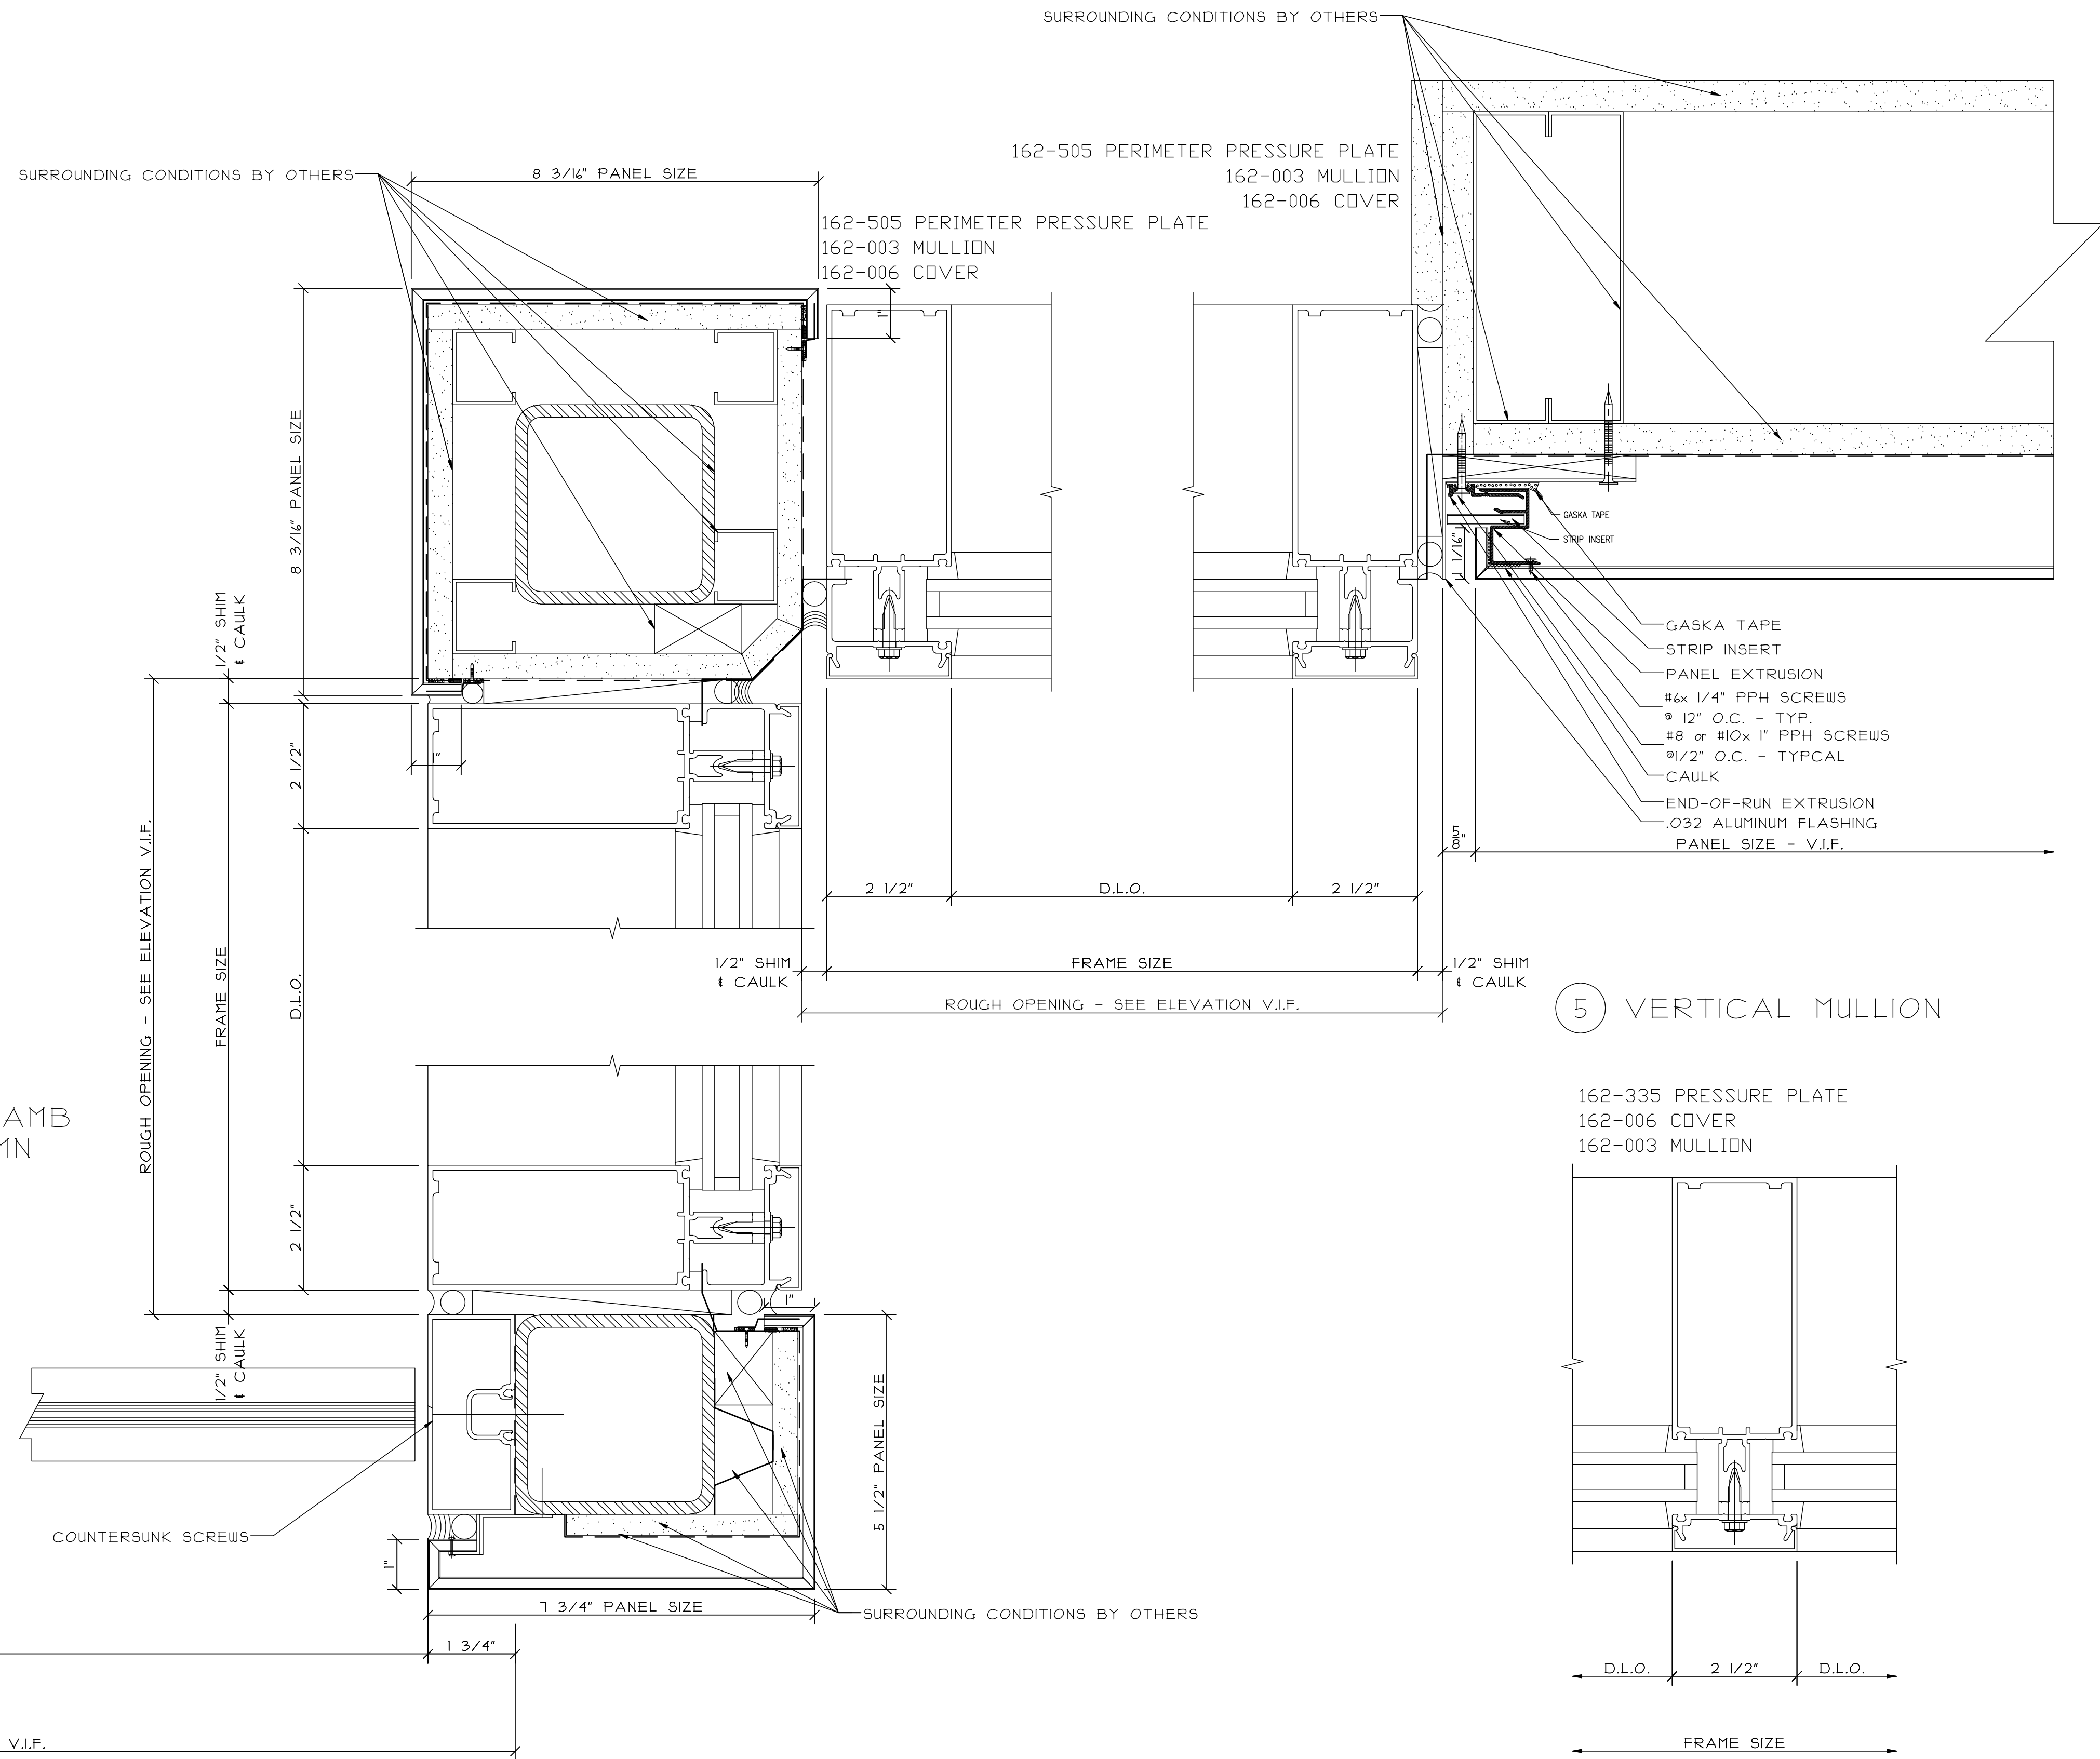 SURROUNDING CONDITIONS BY OTHERS
162-505 PERIMETER PRESSURE PLATE
162-003 MULLION
162-006 COVER
SURROUNDING CONDITIONS BY OTHERS
8 3/16" PANEL SIZE
162-505 PERIMETER PRESSURE PLATE
162-003 MULLION
162-006 COVER
1"
8 3/16" PANEL SIZE
1/2" SHIM
& CAULK
2 1/2"
1"
ROUGH OPENING - SEE ELEVATION V.I.F.
FRAME SIZE
D.L.O.
2 1/2"
1/2" SHIM
& CAULK
GASKA TAPE
STRIP INSERT
1 1/16"
GASKA TAPE
STRIP INSERT
PANEL EXTRUSION
#6x 1/4" PPH SCREWS
@ 12" O.C. - TYP.
#8 or #10x 1" PPH SCREWS
@1/2" O.C. - TYPCAL
CAULK
END-OF-RUN EXTRUSION
.032 ALUMINUM FLASHING
5/8"
PANEL SIZE - V.I.F.
2 1/2"
D.L.O.
2 1/2"
1/2" SHIM
& CAULK
FRAME SIZE
1/2" SHIM
& CAULK
ROUGH OPENING - SEE ELEVATION V.I.F.
5 VERTICAL MULLION
162-335 PRESSURE PLATE
162-006 COVER
162-003 MULLION
AMB
MN
1"
5 1/2" PANEL SIZE
COUNTERSUNK SCREWS
1"
7 3/4" PANEL SIZE
SURROUNDING CONDITIONS BY OTHERS
1 3/4"
V.I.F.
D.L.O.
2 1/2"
D.L.O.
FRAME SIZE